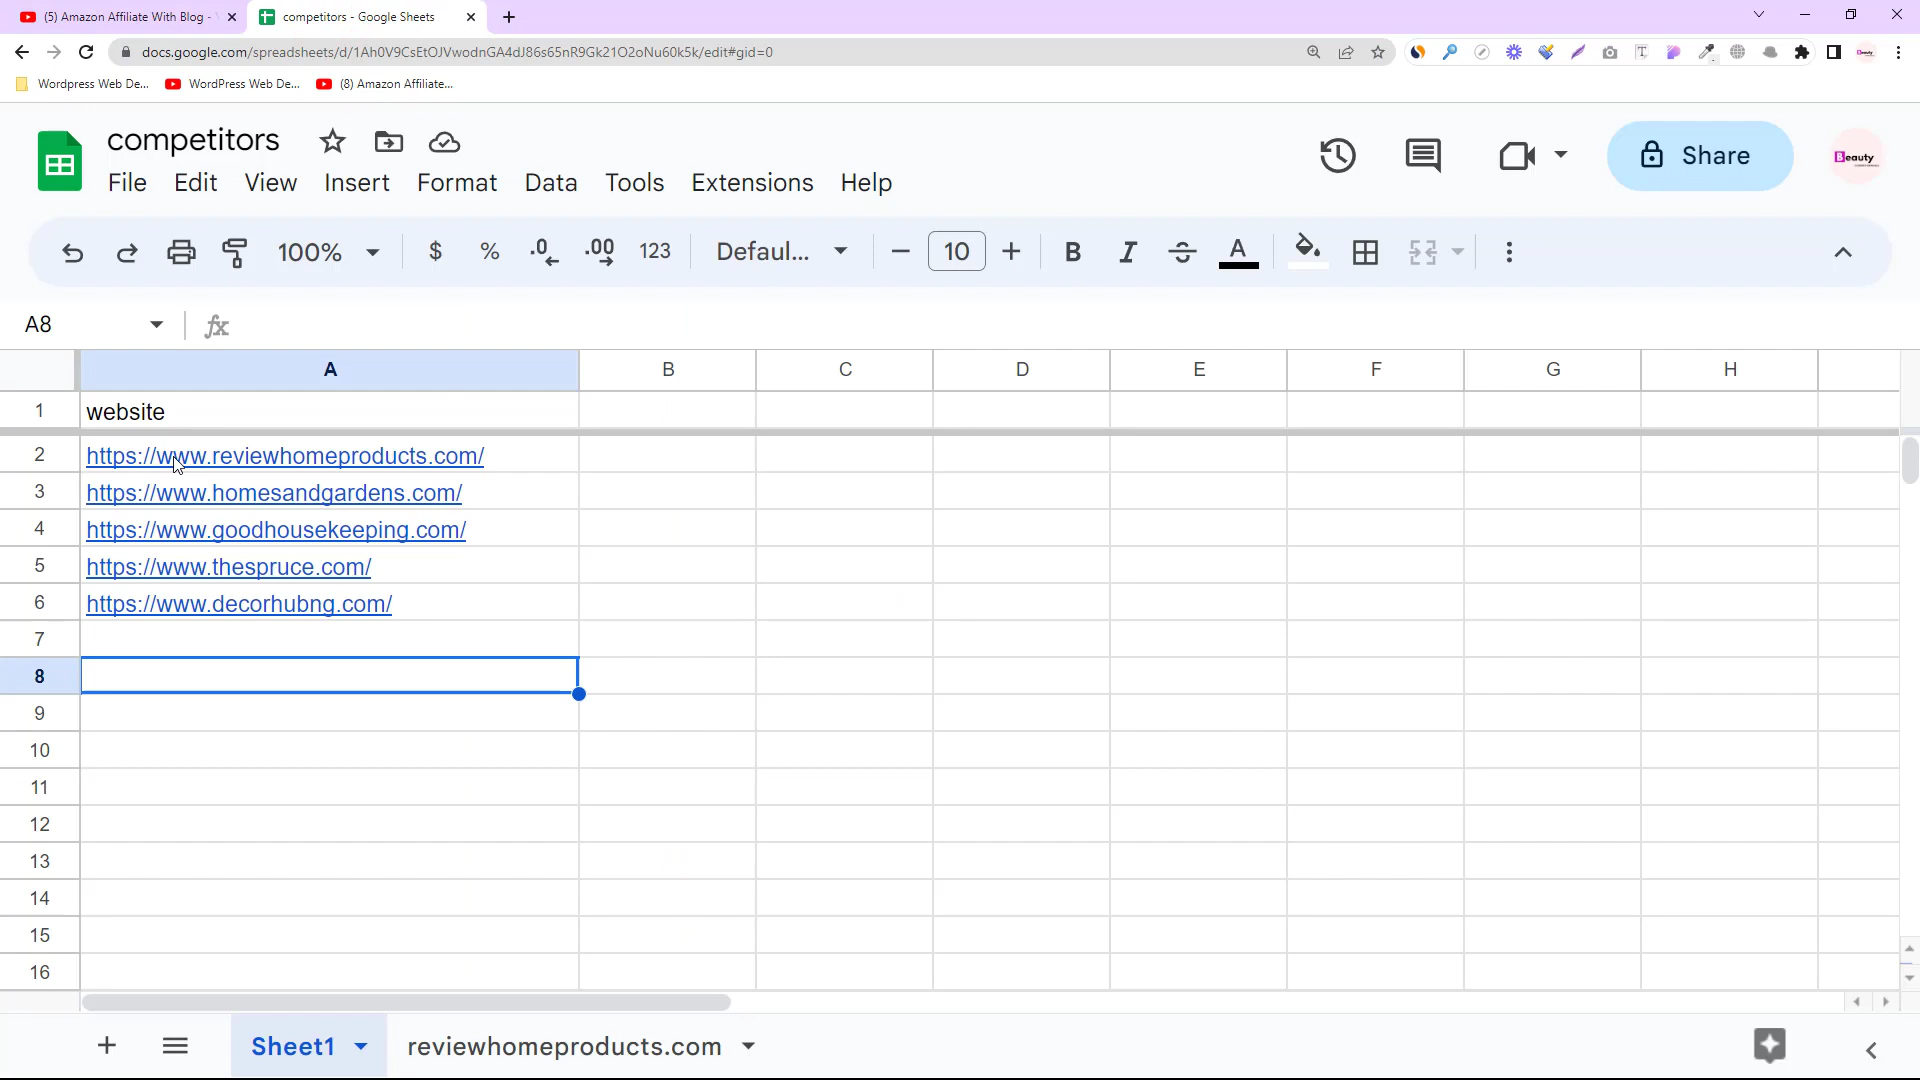 (5) Amazon Affiliate With Blog -
competitors - Google Sheets
docs.google.com/spreadsheets/d/1Ah0V9CsEtOJVwodnGA4dJ86s65nR9Gk21O2oNu60k5k/edit#gid=0
Wordpress Web De... WordPress Web De... (8) Amazon Affiliate...
competitors
File Edit View Insert Format Data Tools Extensions Help
Share
Beauty
100% $ % .0 .00 123 Defaul... 10 B I A
A8 fx
A B C D E F G H
1 website
2 https://www.reviewhomeproducts.com/
3 https://www.homesandgardens.com/
4 https://www.goodhousekeeping.com/
5 https://www.thespruce.com/
6 https://www.decorhubng.com/
7
8
9
10
11
12
13
14
15
16
Sheet1 reviewhomeproducts.com